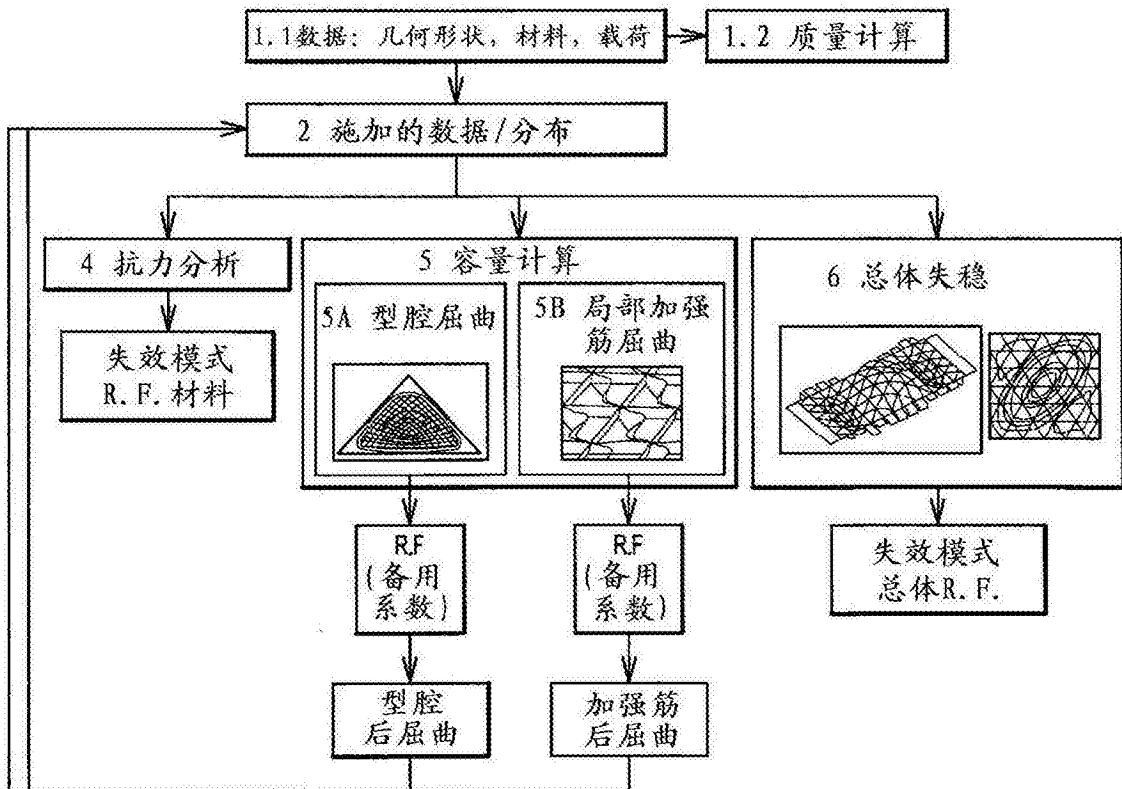 1.1数据：几何形状，材料，载荷
1.2 质量计算
2 施加的数据/分布
4 抗力分析
5 容量计算
6 总体失稳
5A 型腔屈曲
5B 局部加强
筋屈曲
失效模式
R.F.材料
R.F
(备用
系数)
R.F
(备用
系数)
失效模式
总体R.F.
型腔
后屈曲
加强筋
后屈曲